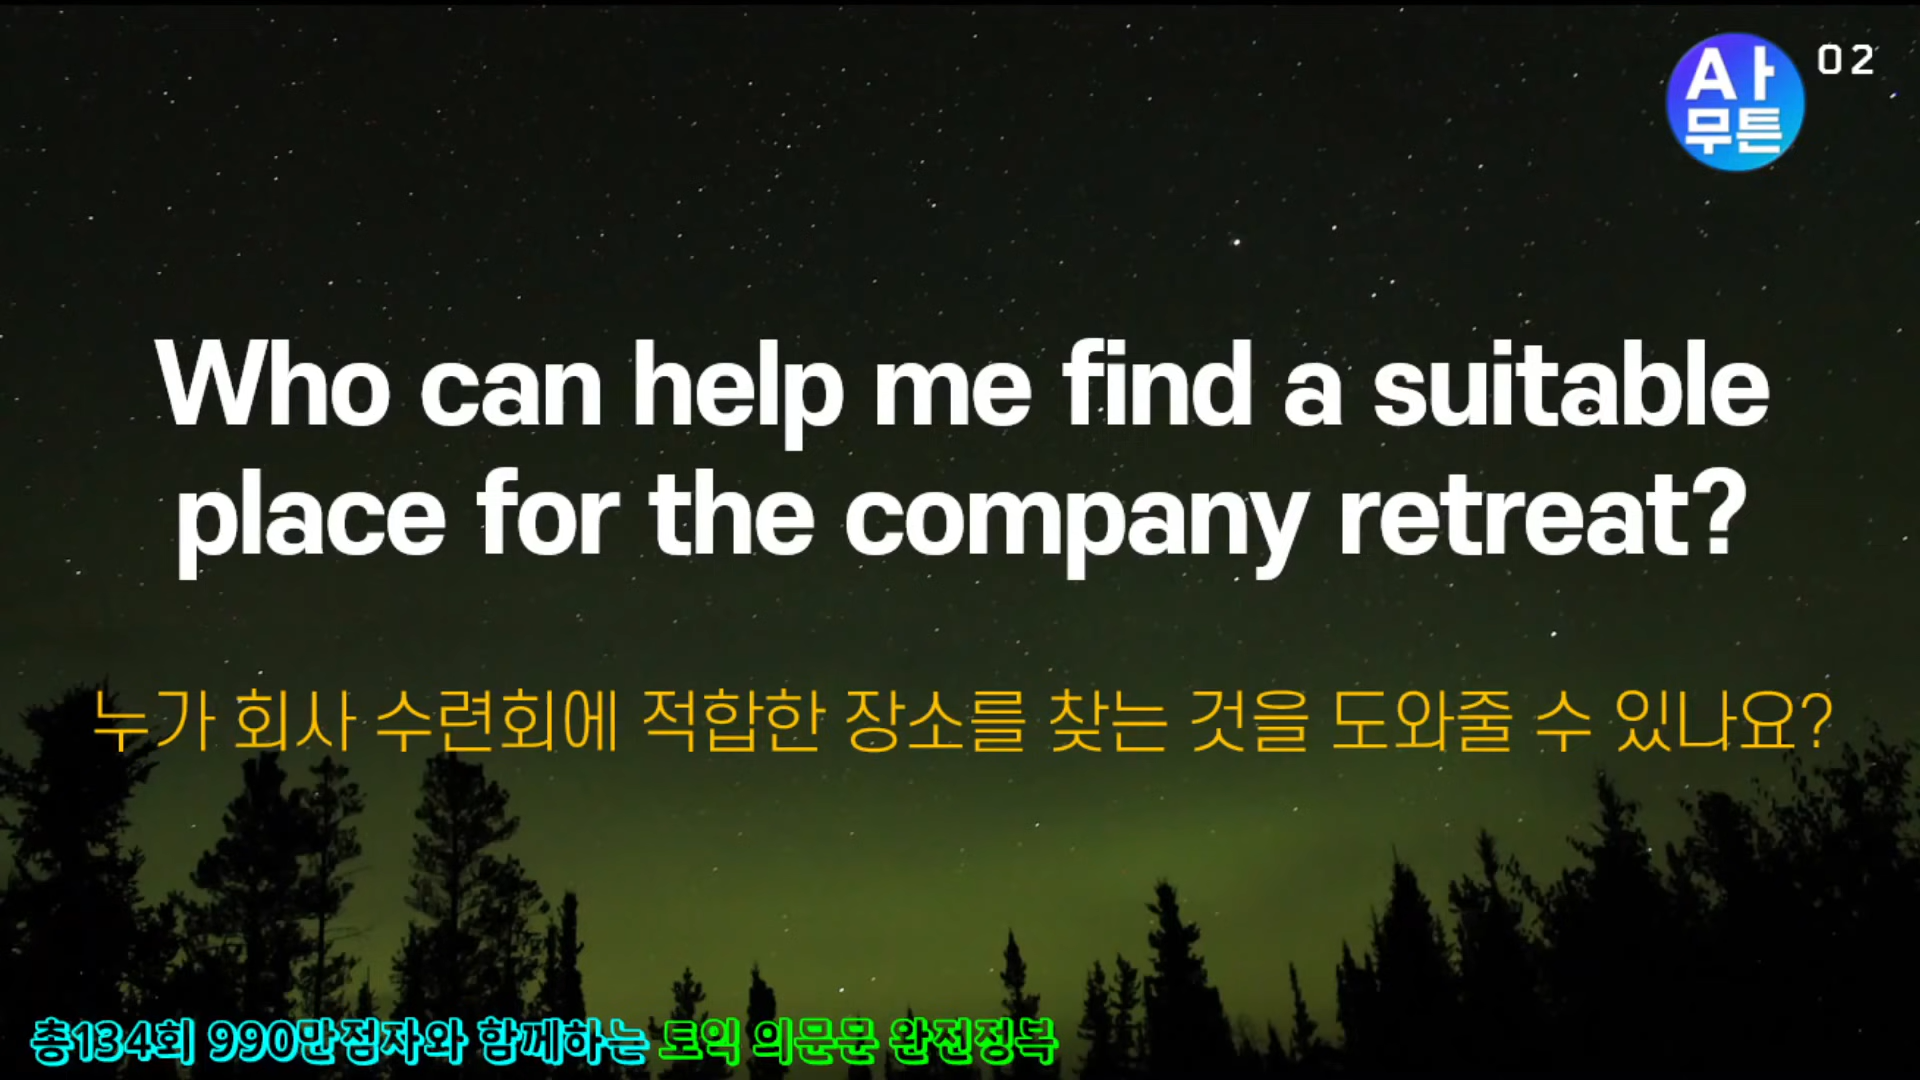 사
무튼
02
Who can help me find a suitable
place for the company retreat?
누가 회사 수련회에 적합한 장소를 찾는 것을 도와줄 수 있나요?
총134회 990만점자와 함께하는 토익 의문문 완전정복